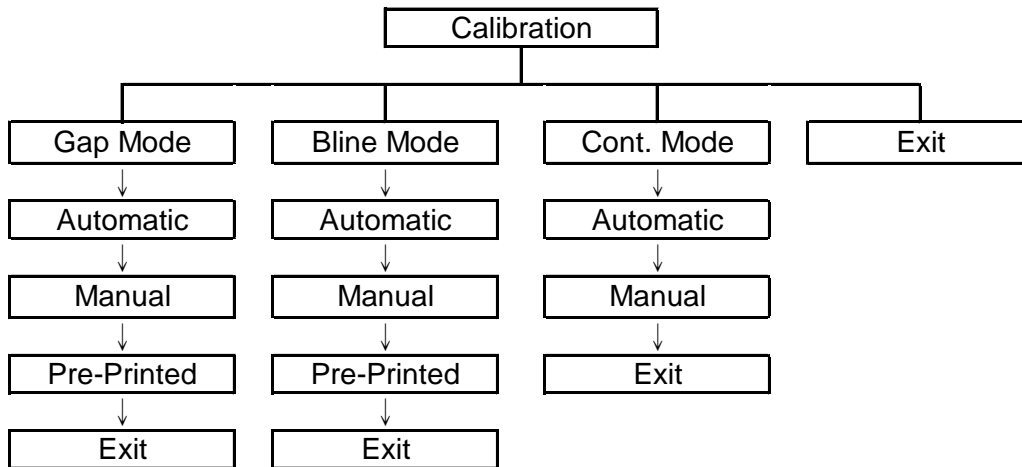 Calibration
Gap Mode
Bline Mode
Cont. Mode
Exit
Automatic
Automatic
Automatic
Manual
Manual
Manual
Pre-Printed
Pre-Printed
Exit
Exit
Exit